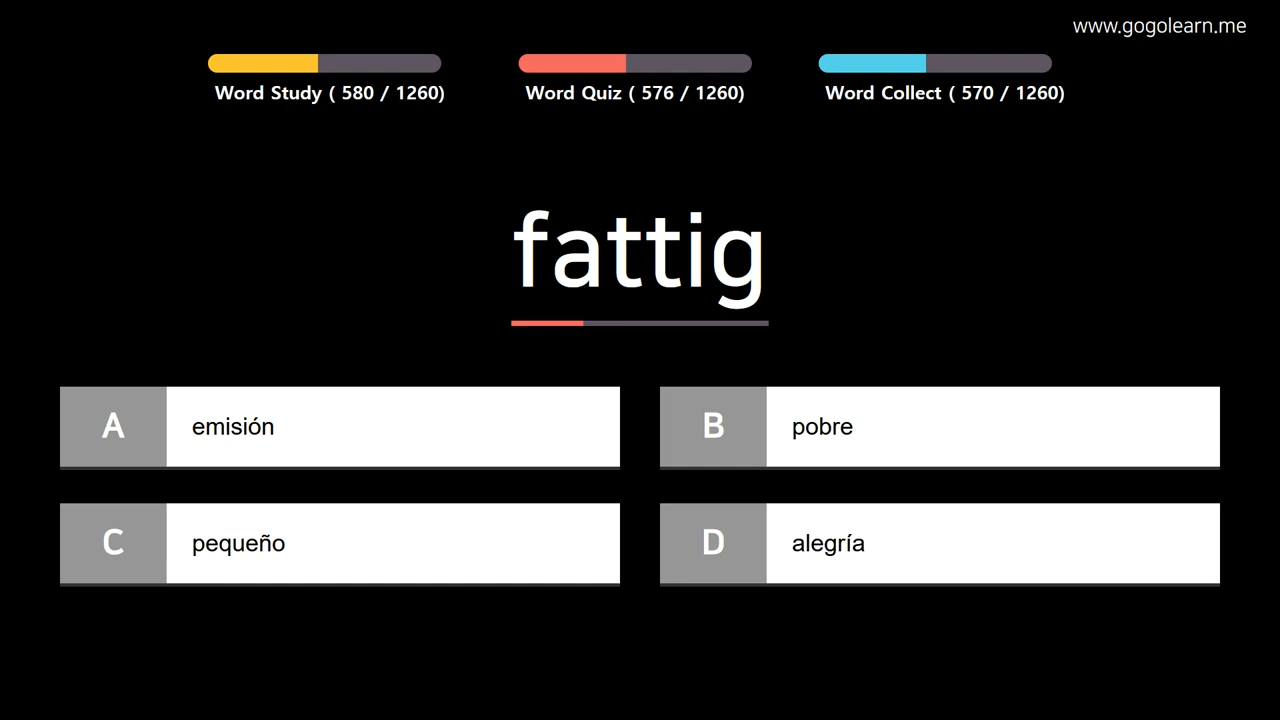 www.gogolearn.me
Word Study ( 580 / 1260)
Word Quiz ( 576 / 1260)
Word Collect ( 570 / 1260)
fattig
A emisión
B pobre
C pequeño
D alegría